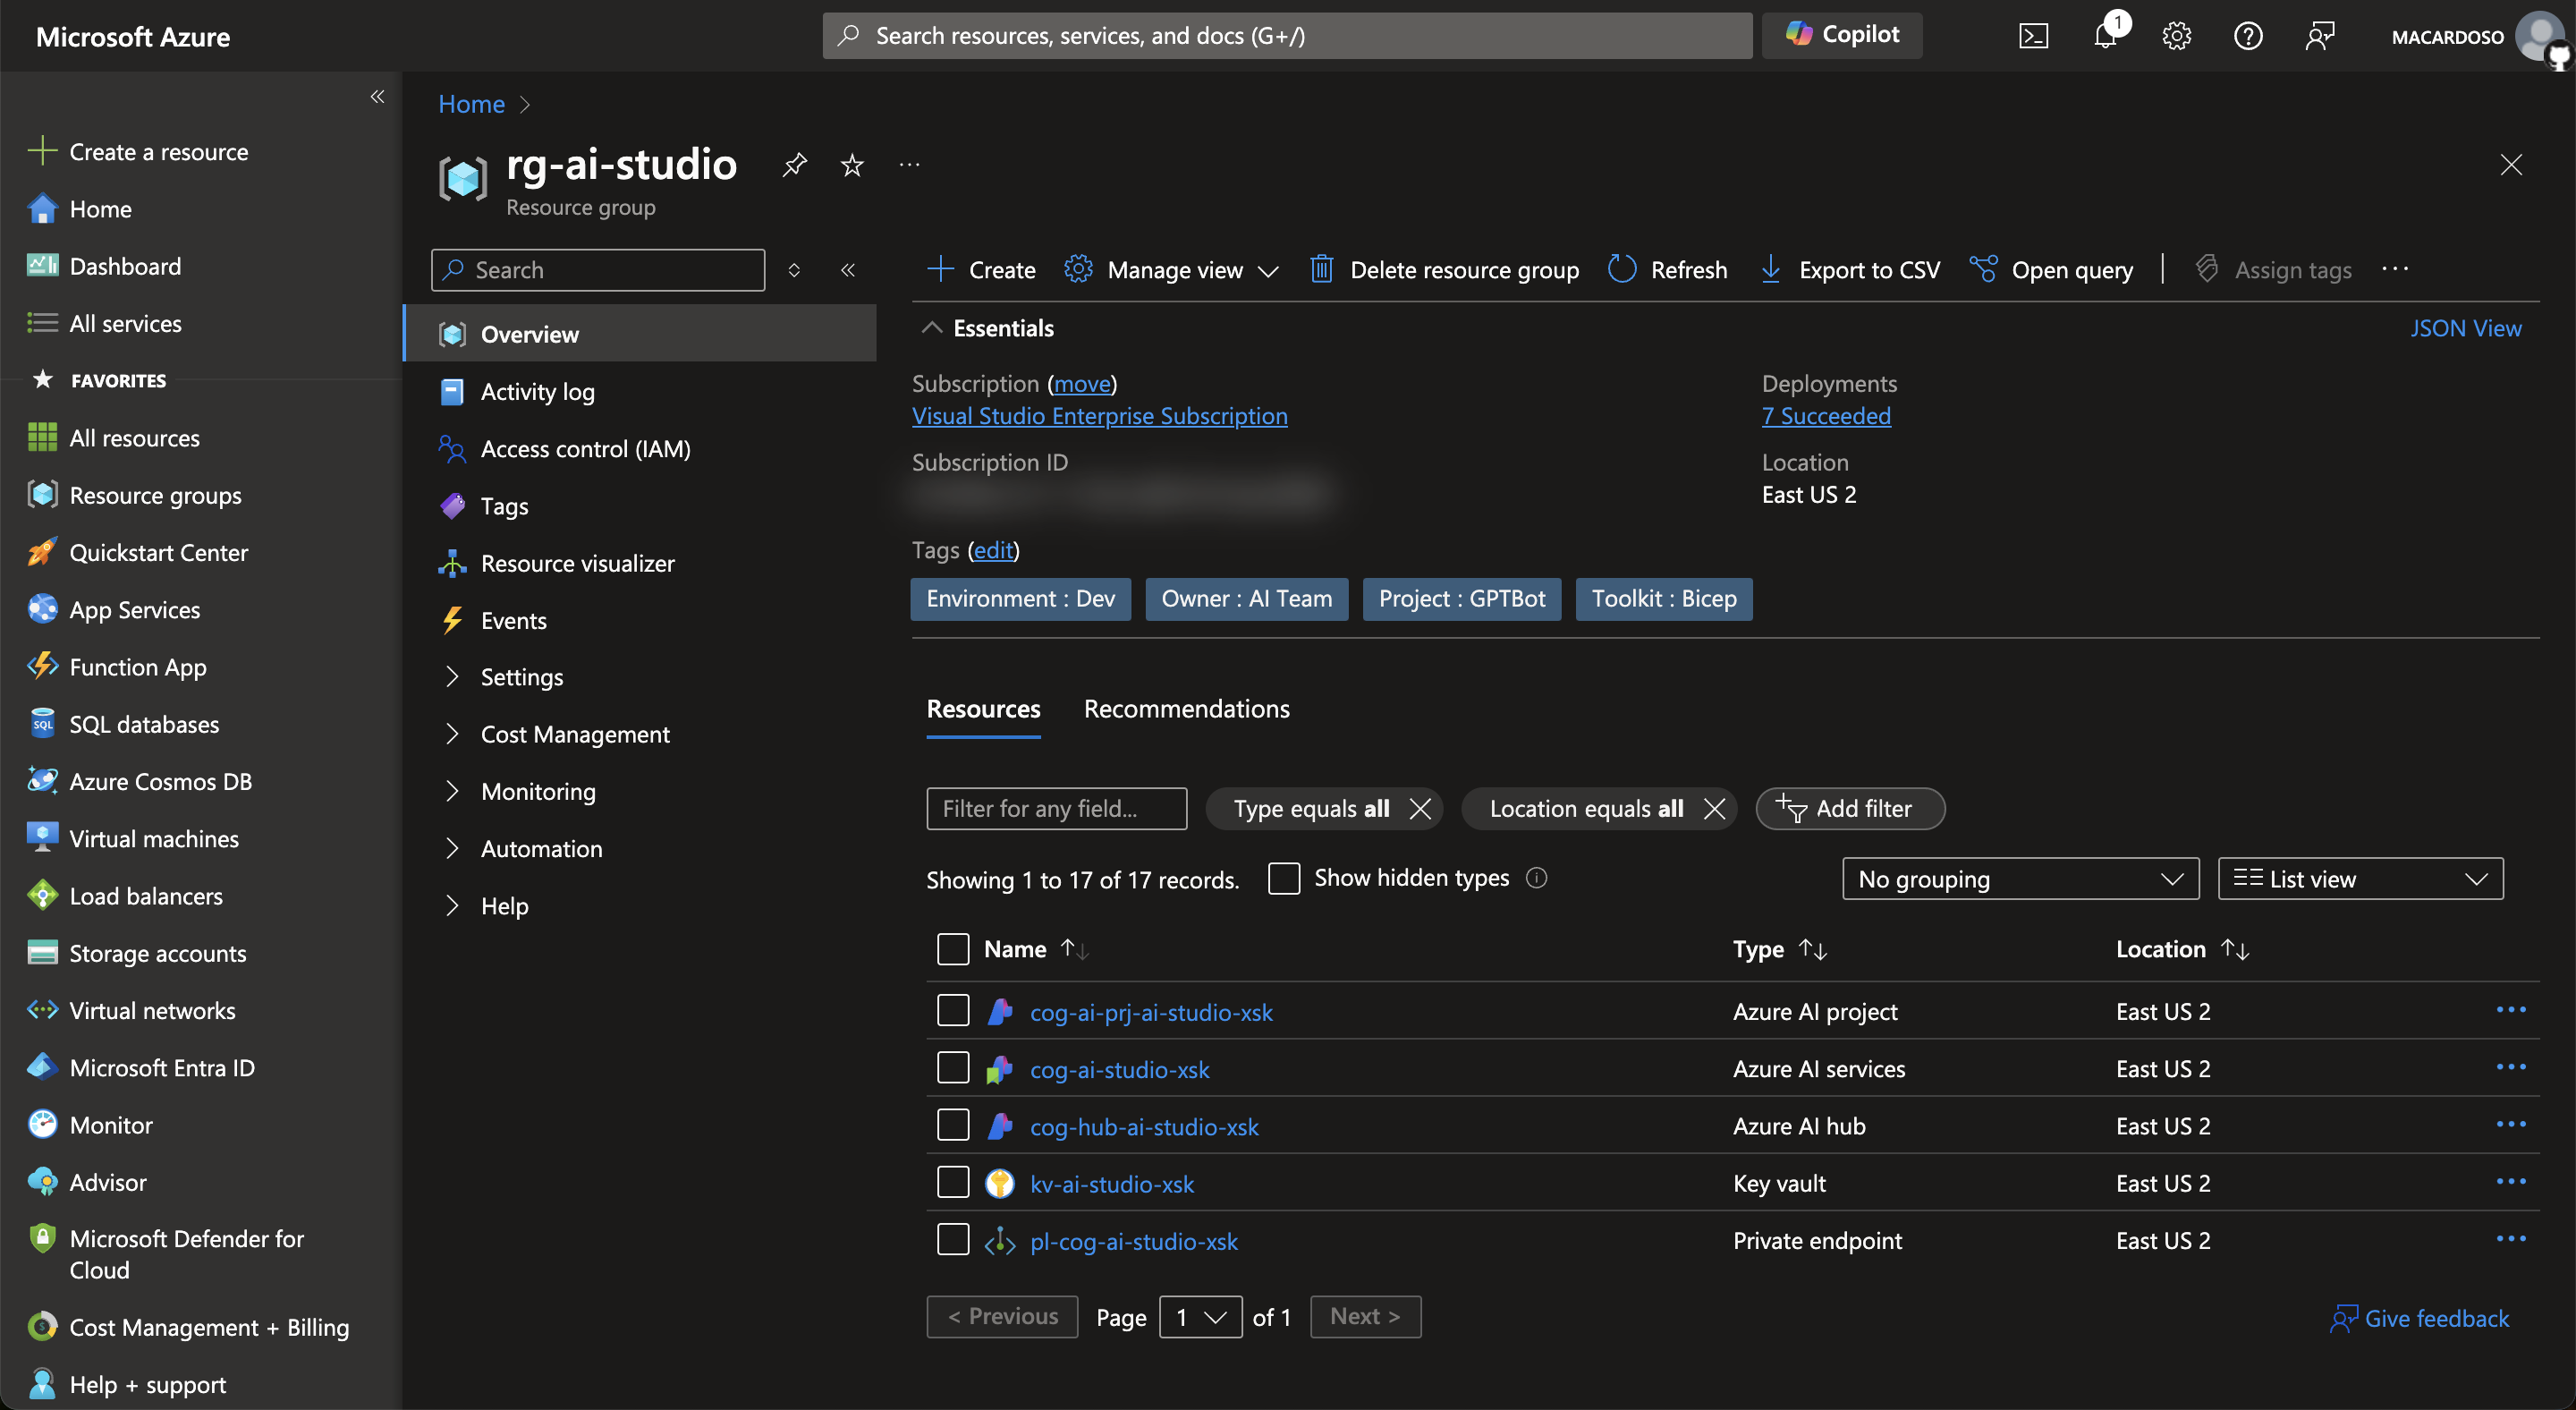 Microsoft Azure
Search resources, services, and docs (G+/)
Copilot
1
MACARDOSO
Create a resource
Home
Dashboard
All services
FAVORITES
All resources
Resource groups
Quickstart Center
App Services
Function App
SQL databases
Azure Cosmos DB
Virtual machines
Load balancers
Storage accounts
Virtual networks
Microsoft Entra ID
Monitor
Advisor
Microsoft Defender for
Cloud
Cost Management + Billing
Help + support
Home >
rg-ai-studio
Resource group
Search
Overview
Activity log
Access control (IAM)
Tags
Resource visualizer
Events
Settings
Cost Management
Monitoring
Automation
Help
Create Manage view Delete resource group Refresh Export to CSV Open query | Assign tags ...
Essentials
JSON View
Subscription (move)
Visual Studio Enterprise Subscription
Subscription ID
Deployments
7 Succeeded
Location
East US 2
Tags (edit)
Environment : Dev Owner : AI Team Project : GPTBot Toolkit : Bicep
Resources Recommendations
Filter for any field... Type equals all Location equals all Add filter
Showing 1 to 17 of 17 records. Show hidden types No grouping List view
Name Type Location
cog-ai-prj-ai-studio-xsk Azure AI project East US 2
cog-ai-studio-xsk Azure AI services East US 2
cog-hub-ai-studio-xsk Azure AI hub East US 2
kv-ai-studio-xsk Key vault East US 2
pl-cog-ai-studio-xsk Private endpoint East US 2
< Previous Page 1 of 1 Next >
Give feedback